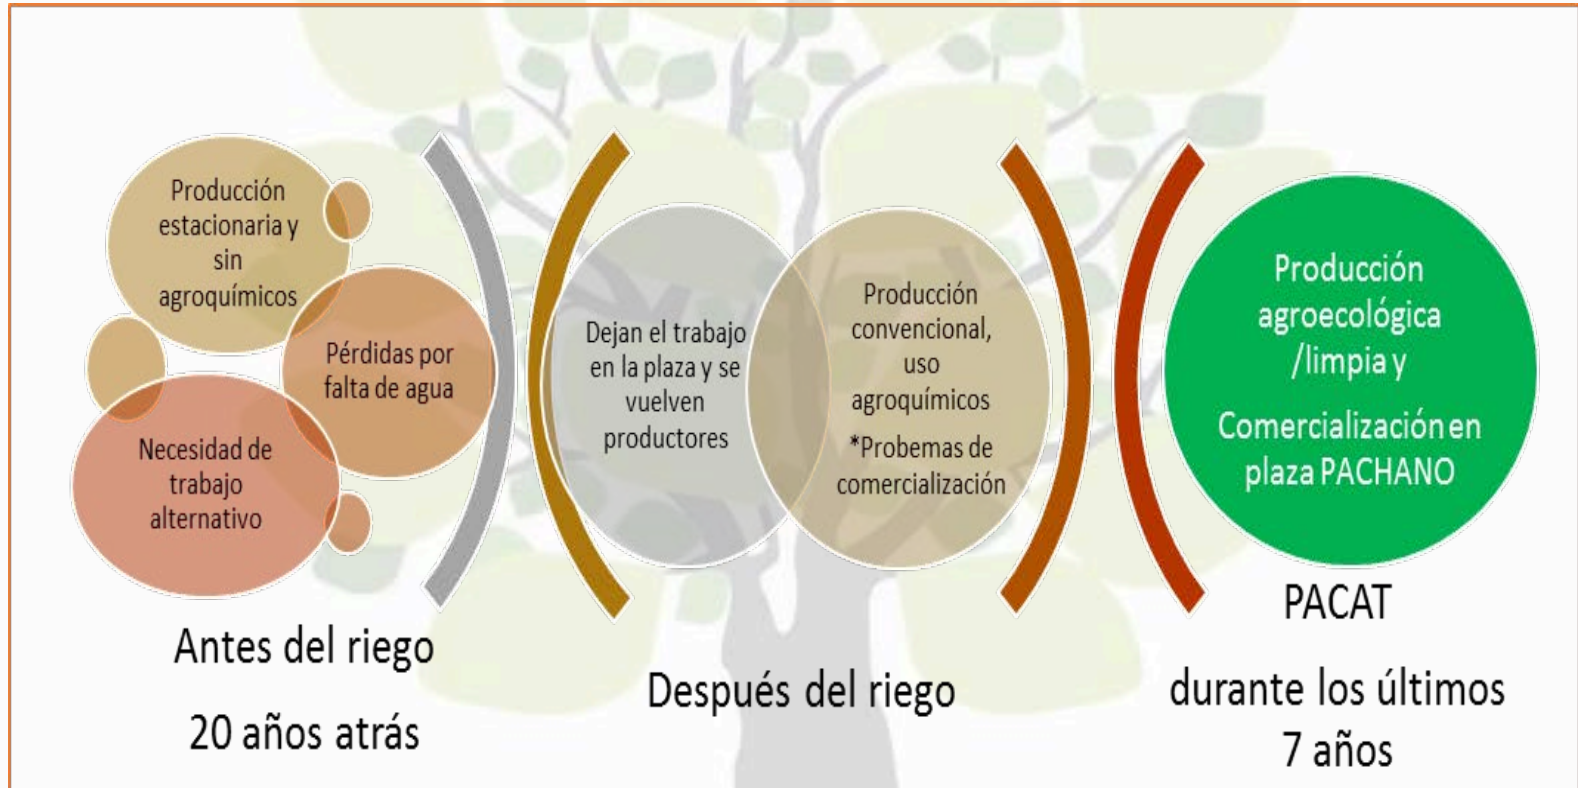 Producción
estacionaria y
sin
agroquímicos
Pérdidas por
falta de agua
Necesidad de
trabajo
alternativo
Antes del riego
20 años atrás
Dejan el trabajo
en la plaza y se
vuelven
productores
Producción
convencional,
uso
agroquímicos
*Probemas de
comercialización
Después del riego
Producción
agroecológica
/limpia y
Comercialización en
plaza PACHANO
PACAT
durante los últimos
7 años